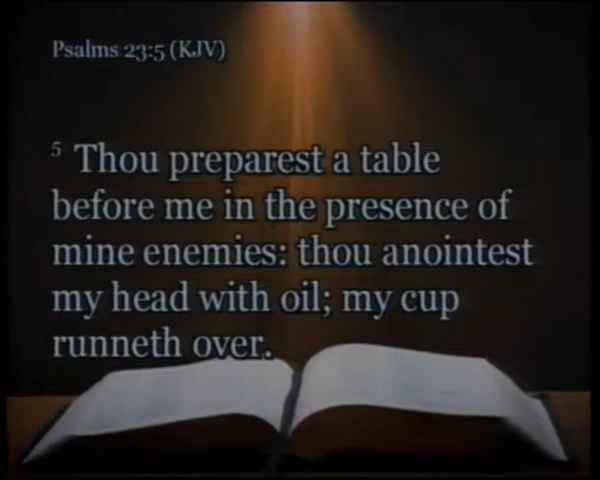 Psalms 23:5 (KJV)
5 Thou preparest a table
before me in the presence of
mine enemies: thou anointest
my head with oil; my cup
runneth over.